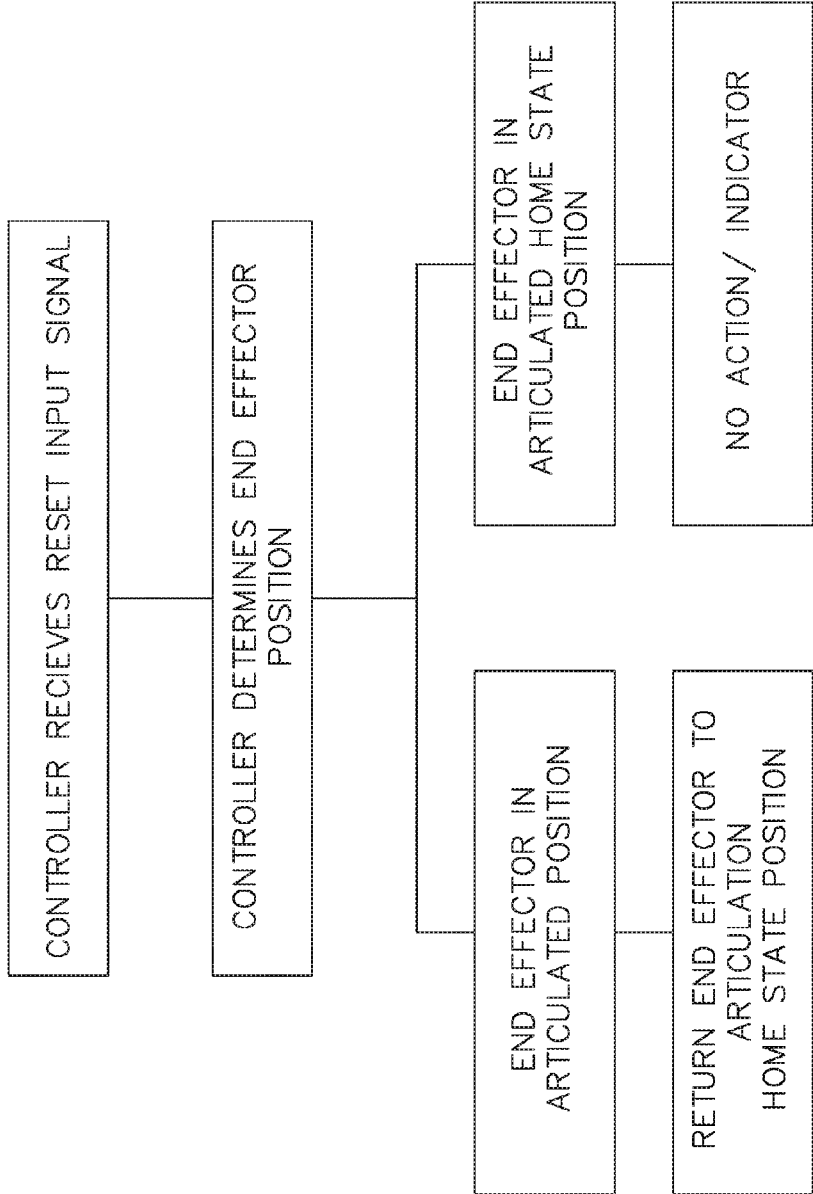 CONTROLLER RECIEVES RESET INPUT SIGNAL
CONTROLLER DETERMINES END EFFECTOR
POSITION
END EFFECTOR IN
ARTICULATED POSITION
RETURN END EFFECTOR TO
ARTICULATION
HOME STATE POSITION
END EFFECTOR IN
ARTICULATED HOME STATE
POSITION
NO ACTION/ INDICATOR